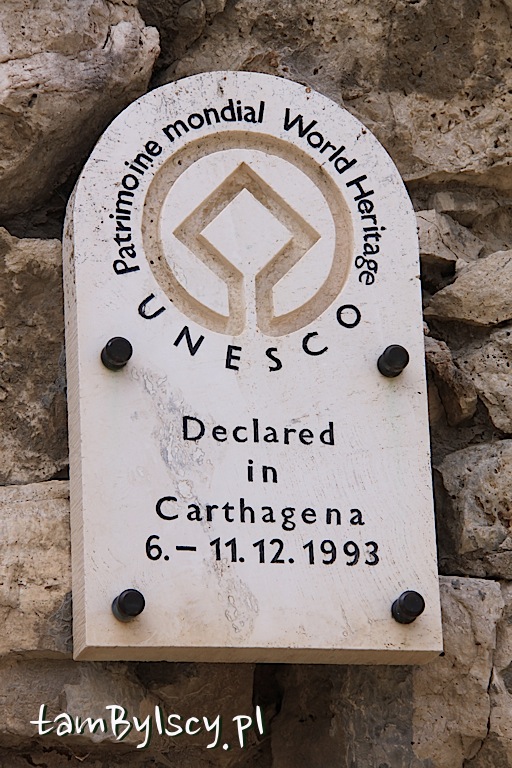 Patrimoine mondial World Heritage
UNESCO
Declared
in
Carthagena
6. – 11. 12. 1993
tamBylscy.pl